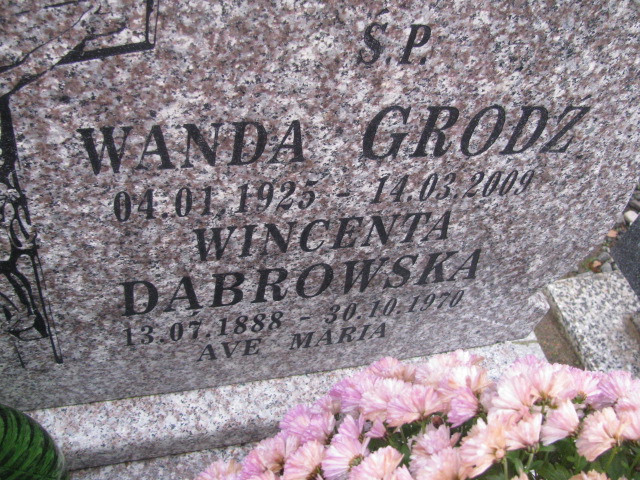 Ś.P.
WANDA GRODZ
04.01.1925 - 14.03.2009
WINCENTA
DĄBROWSKA
13.07.1888 - 30.10.1970
AVE MARIA